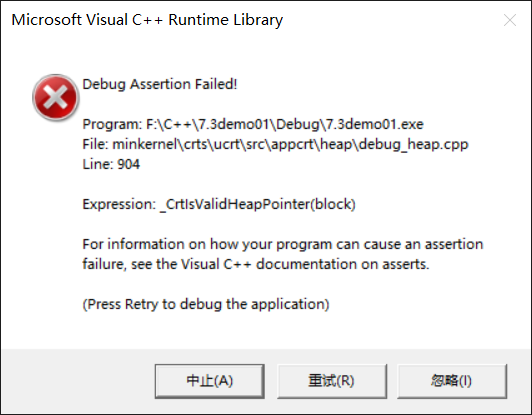 Microsoft Visual C++ Runtime Library
Debug Assertion Failed!
Program: F:\C++\7.3demo01\Debug\7.3demo01.exe
File: minkernel\crts\ucrt\src\appcrt\heap\debug_heap.cpp
Line: 904
Expression: _CrtIsValidHeapPointer(block)
For information on how your program can cause an assertion
failure, see the Visual C++ documentation on asserts.
(Press Retry to debug the application)
中止(A)
重试(R)
忽略(I)